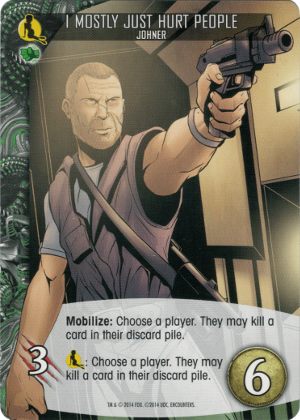 I MOSTLY JUST HURT PEOPLE
JOHNER
Mobilize: Choose a player. They may kill a
card in their discard pile.
3
: Choose a player. They may
kill a card in their discard pile.
6
TM & © 2014 FOX. ©2014 UDC. ENCOUNTERS.